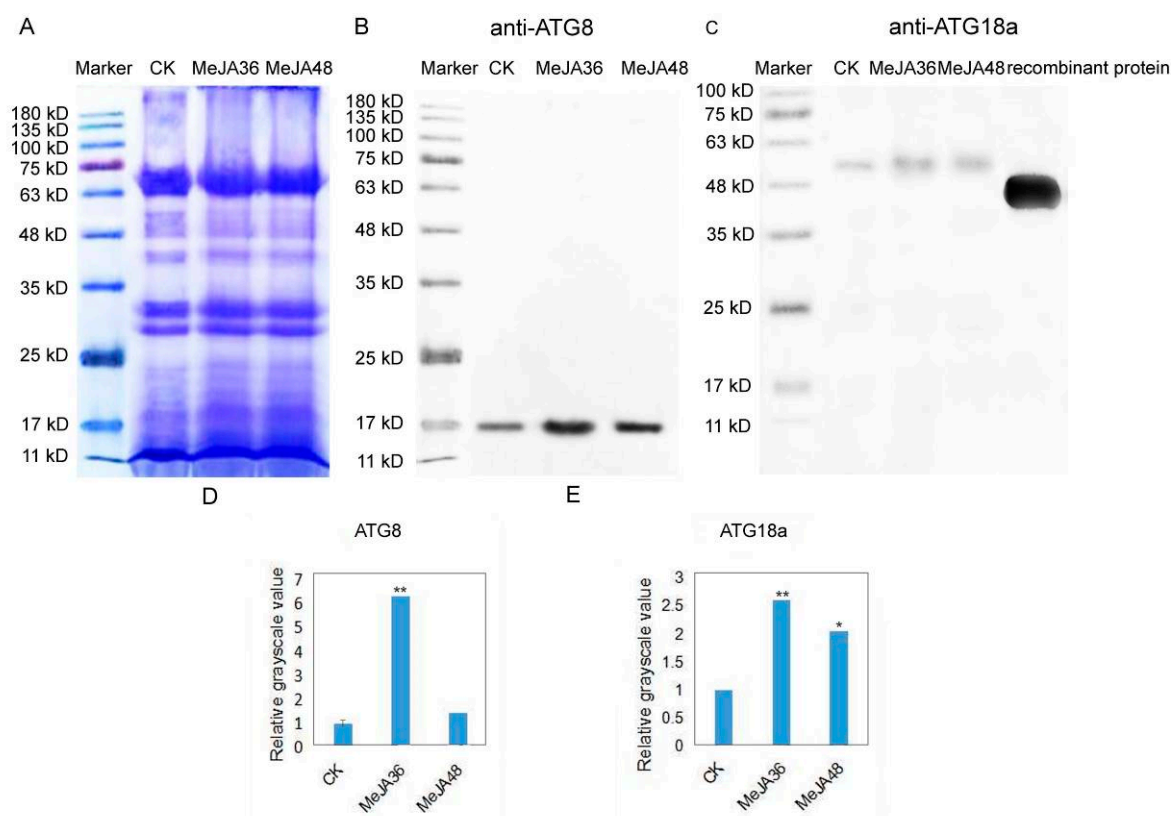 A
Marker CK MeJA36 MeJA48
180 kD
135 kD
100 kD
75 kD
63 kD
48 kD
35 kD
25 kD
17 kD
11 kD
B
anti-ATG8
Marker CK MeJA36 MeJA48
180 kD
135 kD
100 kD
75 kD
63 kD
48 kD
35 kD
25 kD
17 kD
11 kD
C
anti-ATG18a
Marker CK MeJA36 MeJA48 recombinant protein
100 kD
75 kD
63 kD
48 kD
35 kD
25 kD
17 kD
11 kD
D
ATG8
Relative grayscale value
7
6
5
4
3
2
1
0
**
CK
MeJA36
MeJA48
E
ATG18a
Relative grayscale value
3
2.5
2
1.5
1
0.5
0
**
*
CK
MeJA36
MeJA48